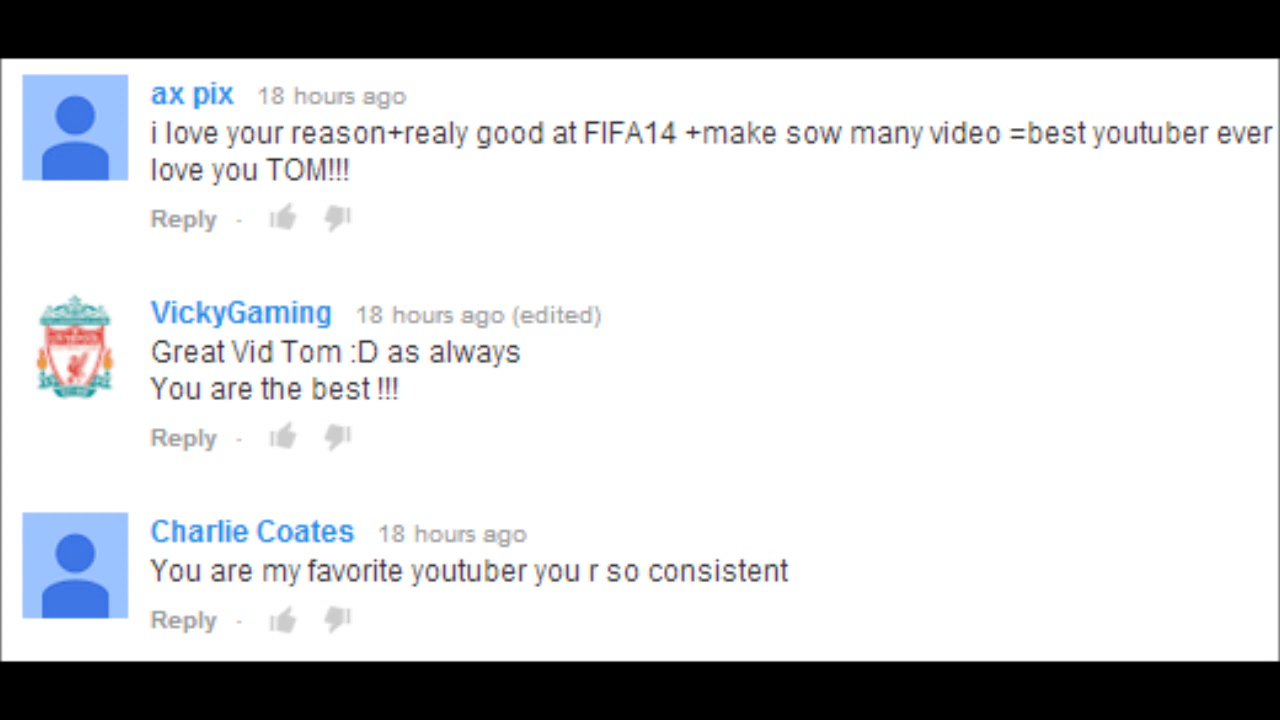 ax pix 18 hours ago
i love your reason+realy good at FIFA14 +make sow many video =best youtuber ever
love you TOM!!!
Reply -
VickyGaming 18 hours ago (edited)
Great Vid Tom :D as always
You are the best !!!
Reply -
Charlie Coates 18 hours ago
You are my favorite youtuber you r so consistent
Reply -